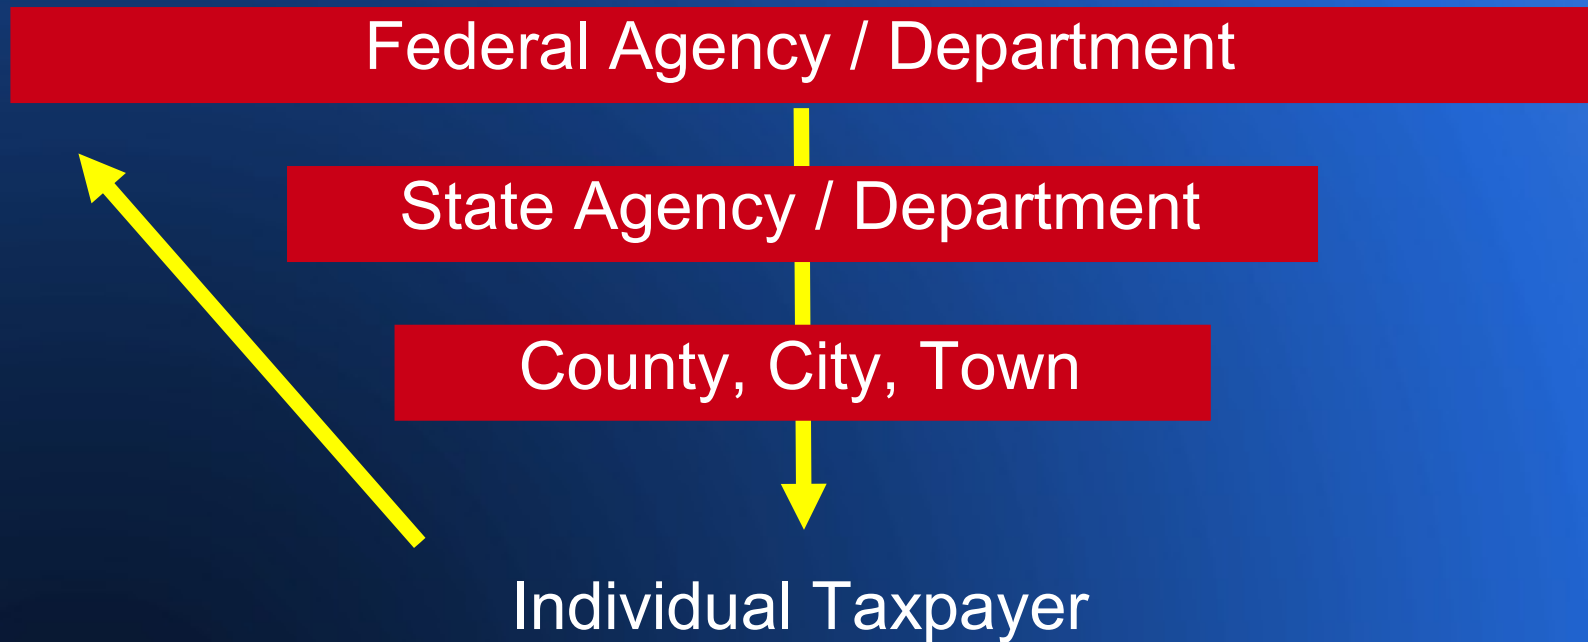 Federal Agency / Department
State Agency / Department
County, City, Town
Individual Taxpayer